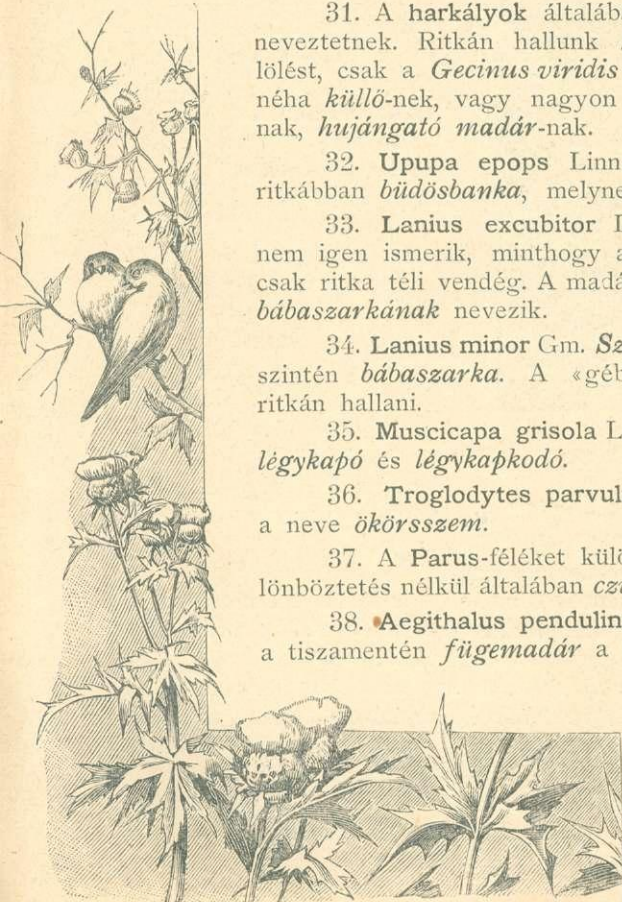 31. A harkályok általáb
neveztetnek. Ritkán hallunk
lölést, csak a Gecinus viridis
néha küllő-nek, vagy nagyon
nak, hujángató madár-nak.
32. Upupa epops Linn
ritkábban büdösbanka, melyne
33. Lanius excubitor
nem igen ismerik, minthogy a
csak ritka téli vendég. A madá
bábaszarkának nevezik.
34. Lanius minor Gm. Sz
szintén bábaszarka. A «géb
ritkán hallani.
35. Muscicapa grisola L
légykapó és légykapkodó.
36. Troglodytes parvul
a neve ökörsszem.
37. A Parus-féléket kül
lönböztetés nélkül általában cz
38. Aegithalus pendulin
a tiszamentén fügemadár a